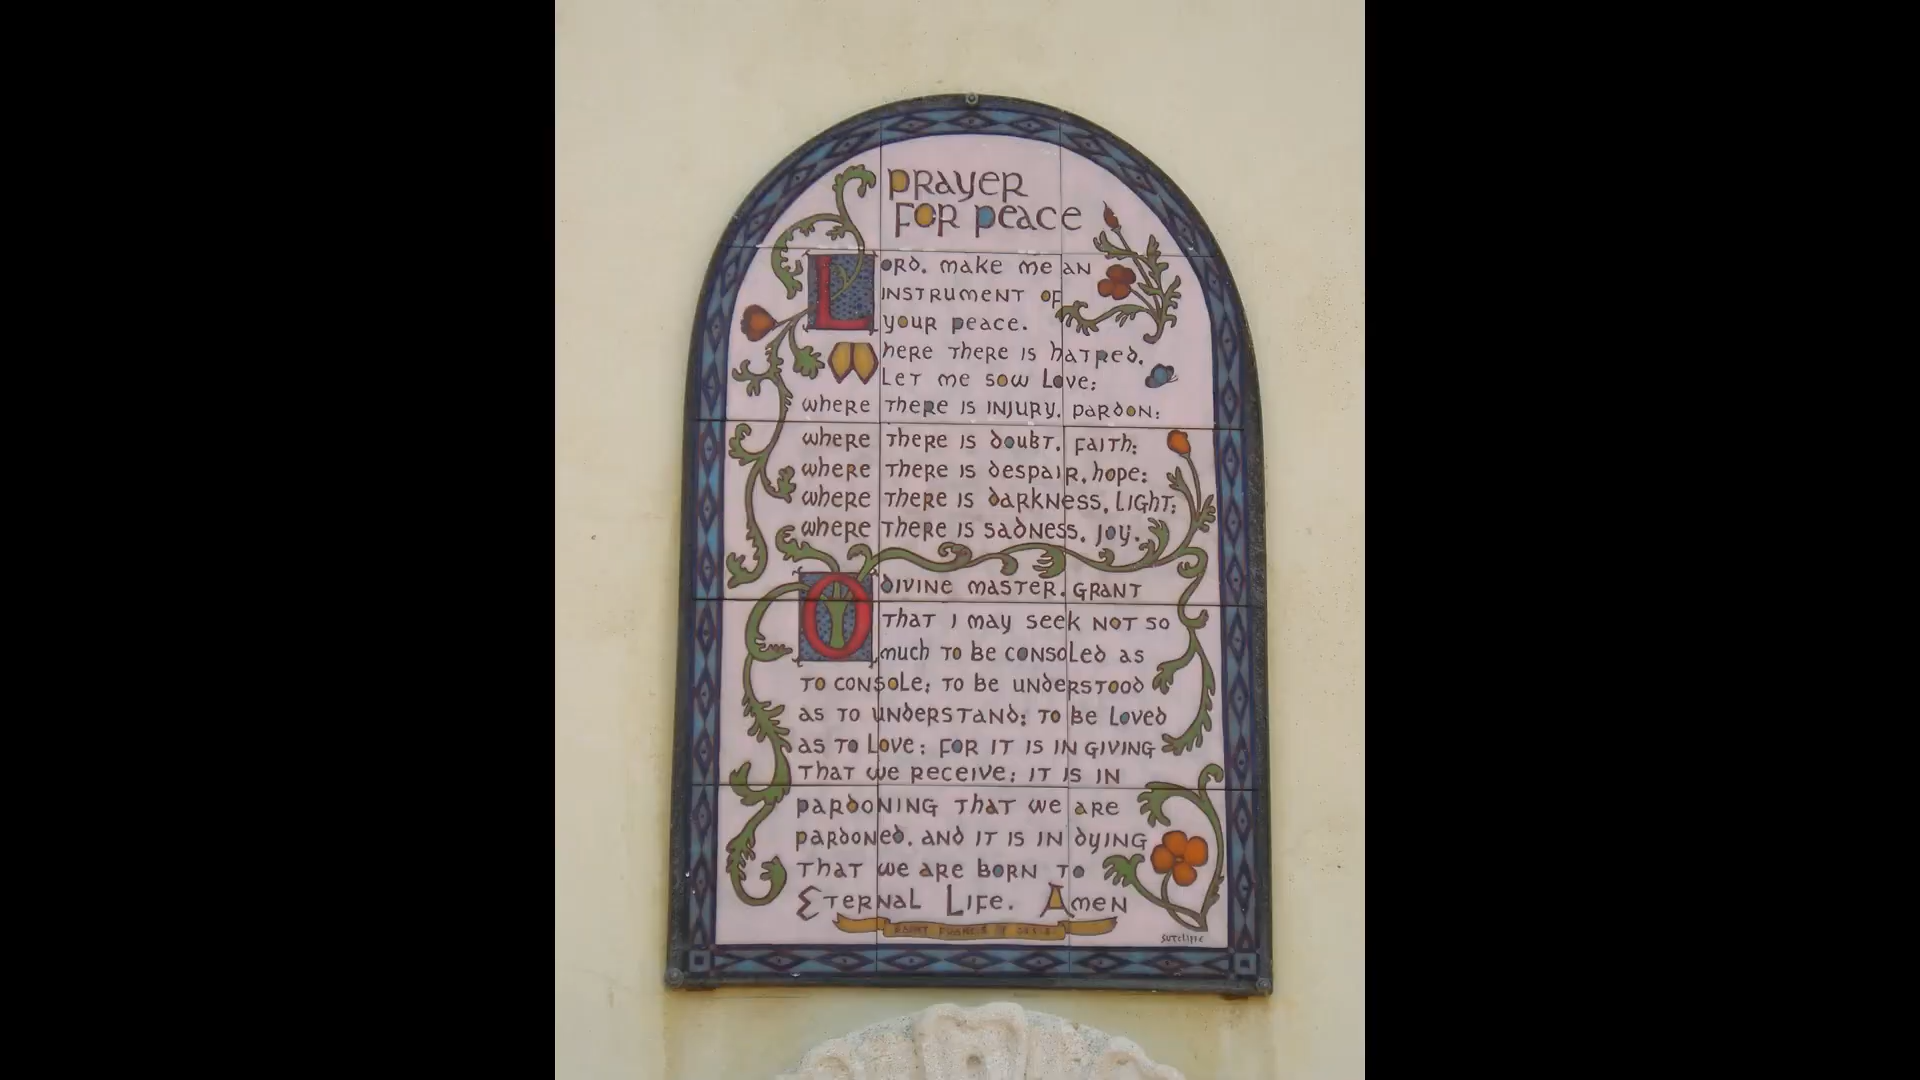 PRAYER
FOR PEACE
LORD, MAKE ME AN
INSTRUMENT OF
YOUR PEACE.
WHERE THERE IS HATRED,
LET ME SOW LOVE;
WHERE THERE IS INJURY, PARDON;
WHERE THERE IS DOUBT, FAITH;
WHERE THERE IS DESPAIR, HOPE;
WHERE THERE IS DARKNESS, LIGHT;
WHERE THERE IS SADNESS, JOY.
O DIVINE MASTER, GRANT
THAT I MAY SEEK NOT SO
MUCH TO BE CONSOLED AS
TO CONSOLE; TO BE UNDERSTOOD
AS TO UNDERSTAND; TO BE LOVED
AS TO LOVE; FOR IT IS IN GIVING
THAT WE RECEIVE; IT IS IN
PARDONING THAT WE ARE
PARDONED, AND IT IS IN DYING
THAT WE ARE BORN TO
ETERNAL LIFE. AMEN
SAINT FRANCIS
SUTCLIFFE